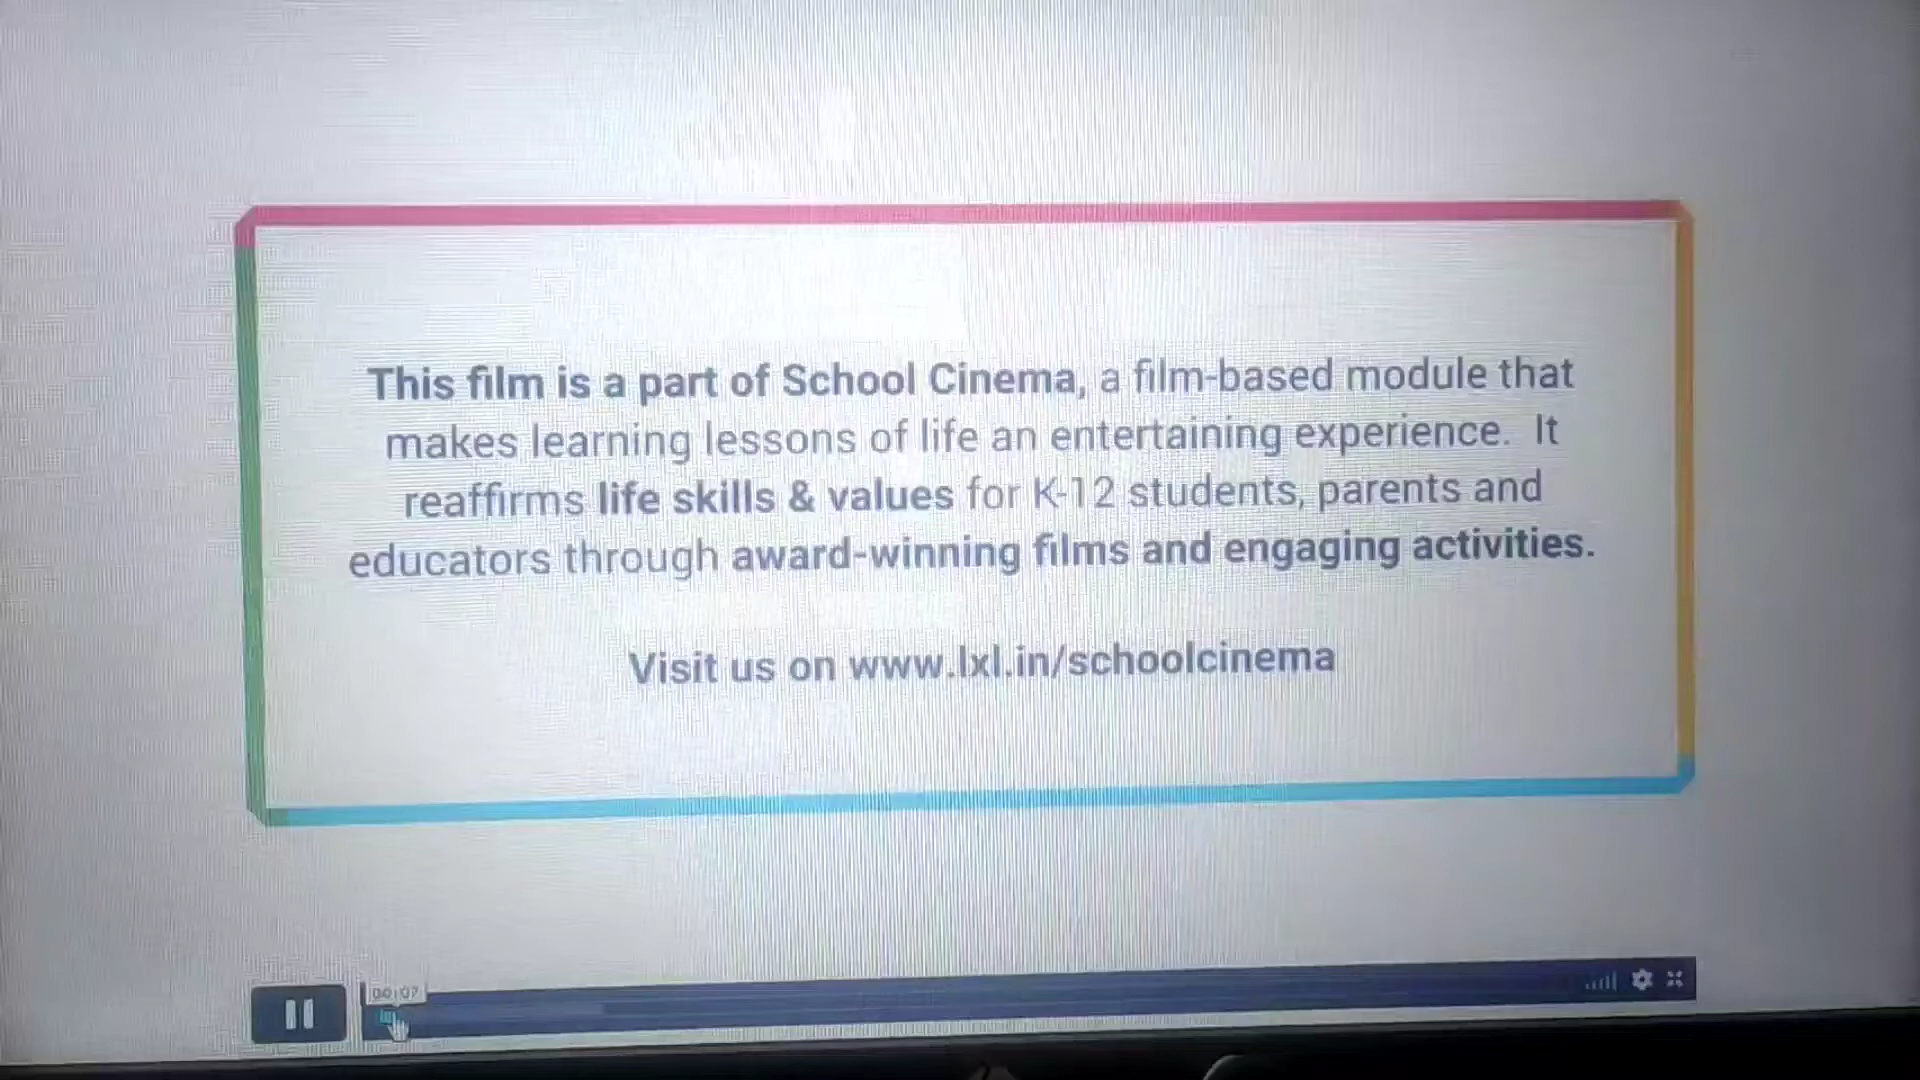 This film is a part of School Cinema, a film-based module that
makes learning lessons of life an entertaining experience. It
reaffirms life skills & values for K-12 students, parents and
educators through award-winning films and engaging activities.
Visit us on www.lxl.in/schoolcinema
00:07